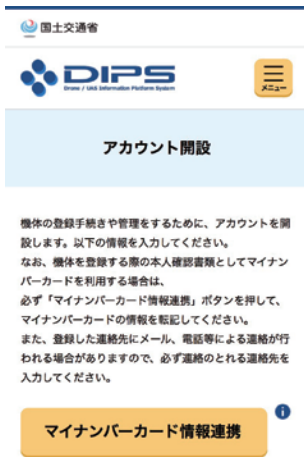 国土交通省
DIPS
Drone / UAS Information Platform System
メニュー
アカウント開設
機体の登録手続きや管理をするために、アカウントを開
設します。以下の情報を入力してください。
なお、機体を登録する際の本人確認書類としてマイナン
バーカードを利用する場合は、
必ず「マイナンバーカード情報連携」ボタンを押して、
マイナンバーカードの情報を転記してください。
また、登録した連絡先にメール、電話等による連絡が行
われる場合がありますので、必ず連絡のとれる連絡先を
入力してください。
マイナンバーカード情報連携
i